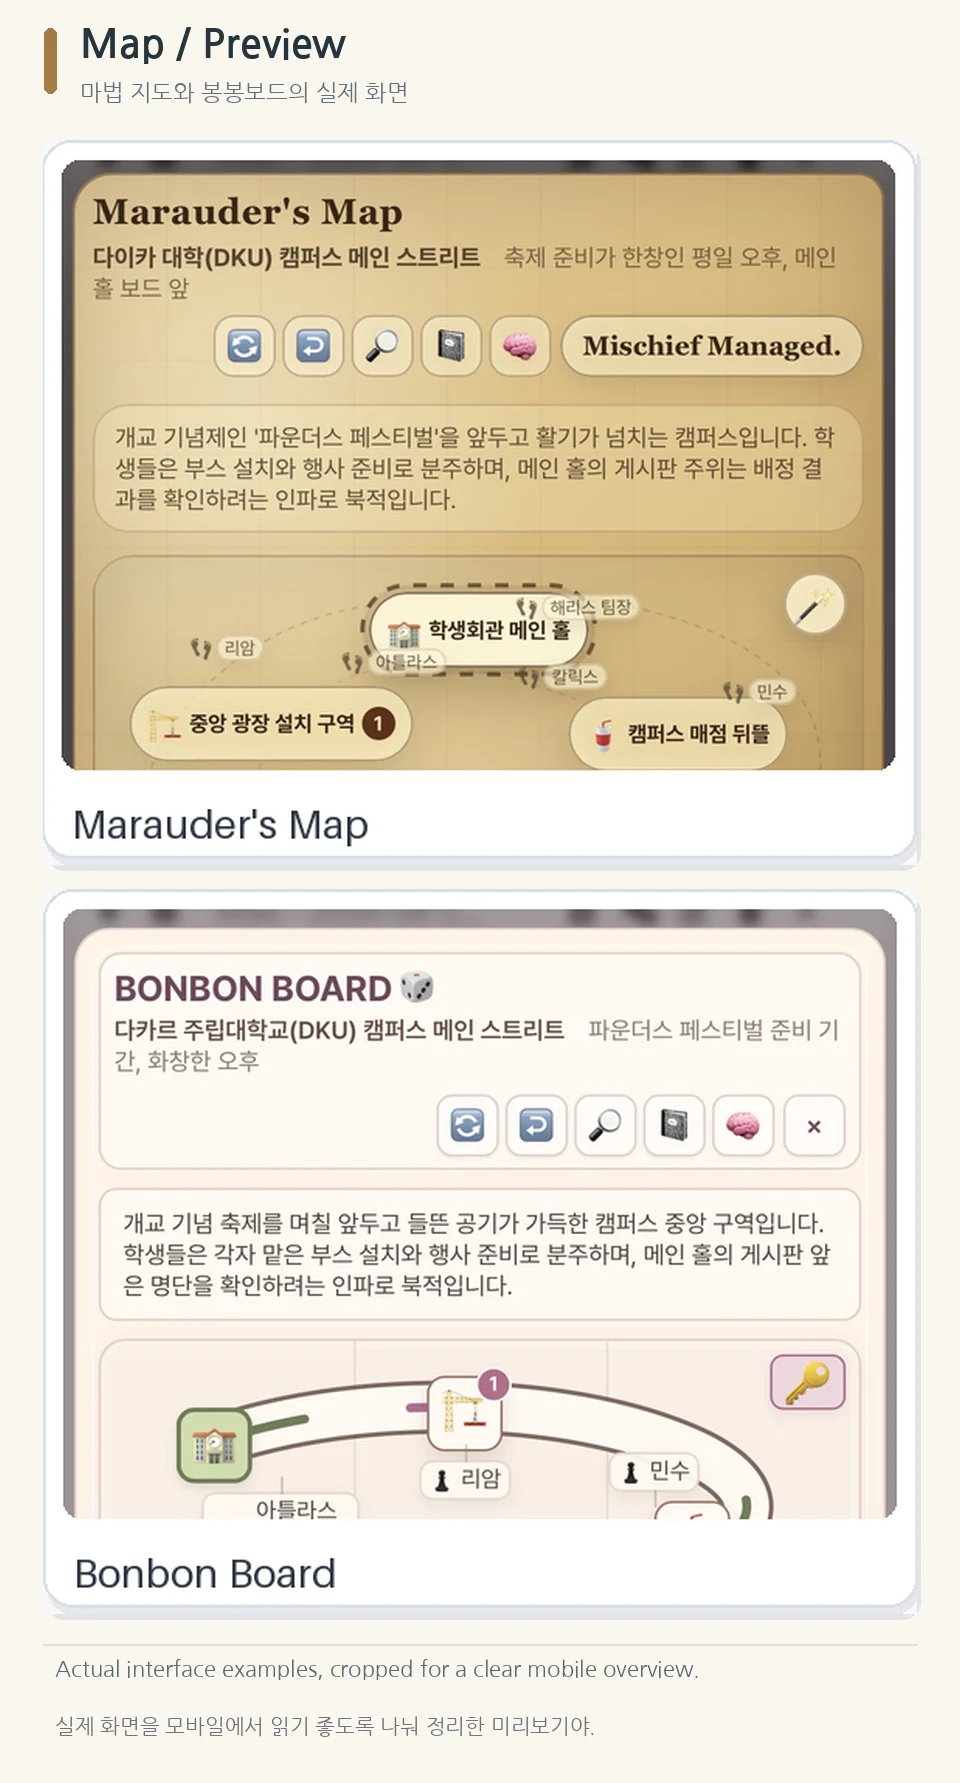 Map / Preview
마법 지도와 봉봉보드의 실제 화면
Marauder's Map
다이카 대학(DKU) 캠퍼스 메인 스트리트 축제 준비가 한창인 평일 오후, 메인
홀 보드 앞
Mischief Managed.
개교 기념제인 '파운더스 페스티벌'을 앞두고 활기가 넘치는 캠퍼스입니다. 학
생들은 부스 설치와 행사 준비로 분주하며, 메인 홀의 게시판 주위는 배정 결
과를 확인하려는 인파로 북적입니다.
해리스 팀장
학생회관 메인 홀
리암
아틀라스
칼릭스
민수
중앙 광장 설치 구역 1
캠퍼스 매점 뒤뜰
Marauder's Map
BONBON BOARD
다카르 주립대학교(DKU) 캠퍼스 메인 스트리트 파운더스 페스티벌 준비 기
간, 화창한 오후
×
개교 기념 축제를 며칠 앞두고 들뜬 공기가 가득한 캠퍼스 중앙 구역입니다.
학생들은 각자 맡은 부스 설치와 행사 준비로 분주하며, 메인 홀의 게시판 앞
은 명단을 확인하려는 인파로 북적입니다.
1
리암
민수
아틀라스
Bonbon Board
Actual interface examples, cropped for a clear mobile overview.
실제 화면을 모바일에서 읽기 좋도록 나눠 정리한 미리보기야.